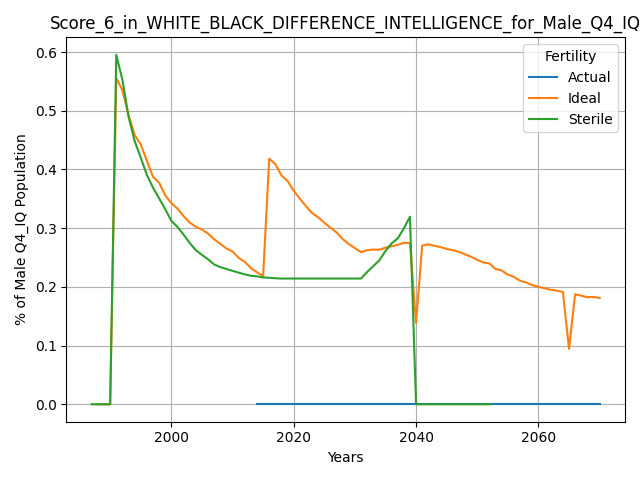 Score_6_in_WHITE_BLACK_DIFFERENCE_INTELLIGENCE_for_Male_Q4_IQ
Fertility
Actual
Ideal
Sterile
% of Male Q4_IQ Population
0.6
0.5
0.4
0.3
0.2
0.1
0.0
2000
2020
2040
2060
Years